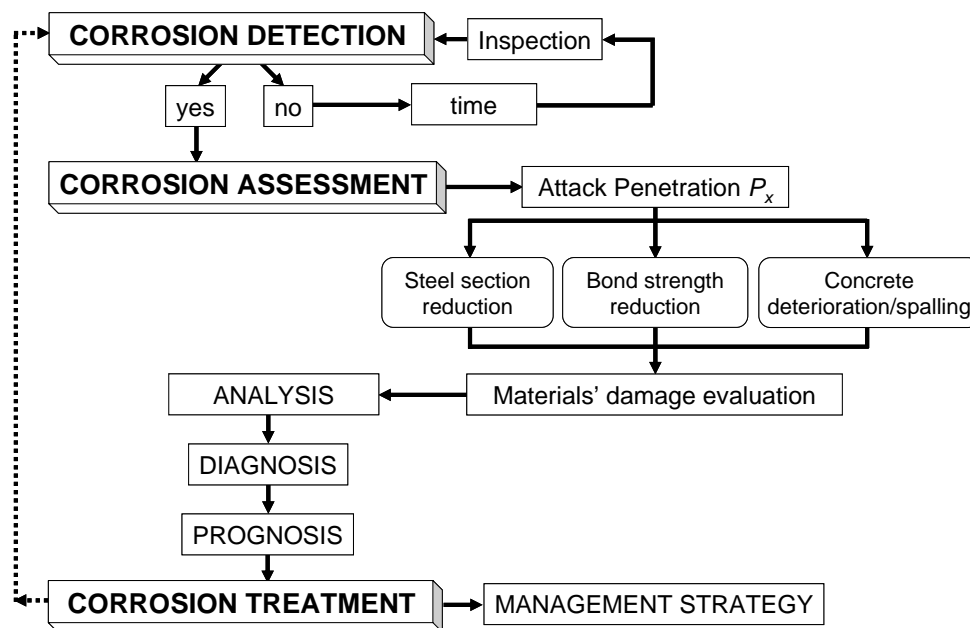 CORROSION DETECTION
Inspection
yes
no
time
CORROSION ASSESSMENT
Attack Penetration Px
Steel section
reduction
Bond strength
reduction
Concrete
deterioration/spalling
Materials’ damage evaluation
ANALYSIS
DIAGNOSIS
PROGNOSIS
CORROSION TREATMENT
MANAGEMENT STRATEGY